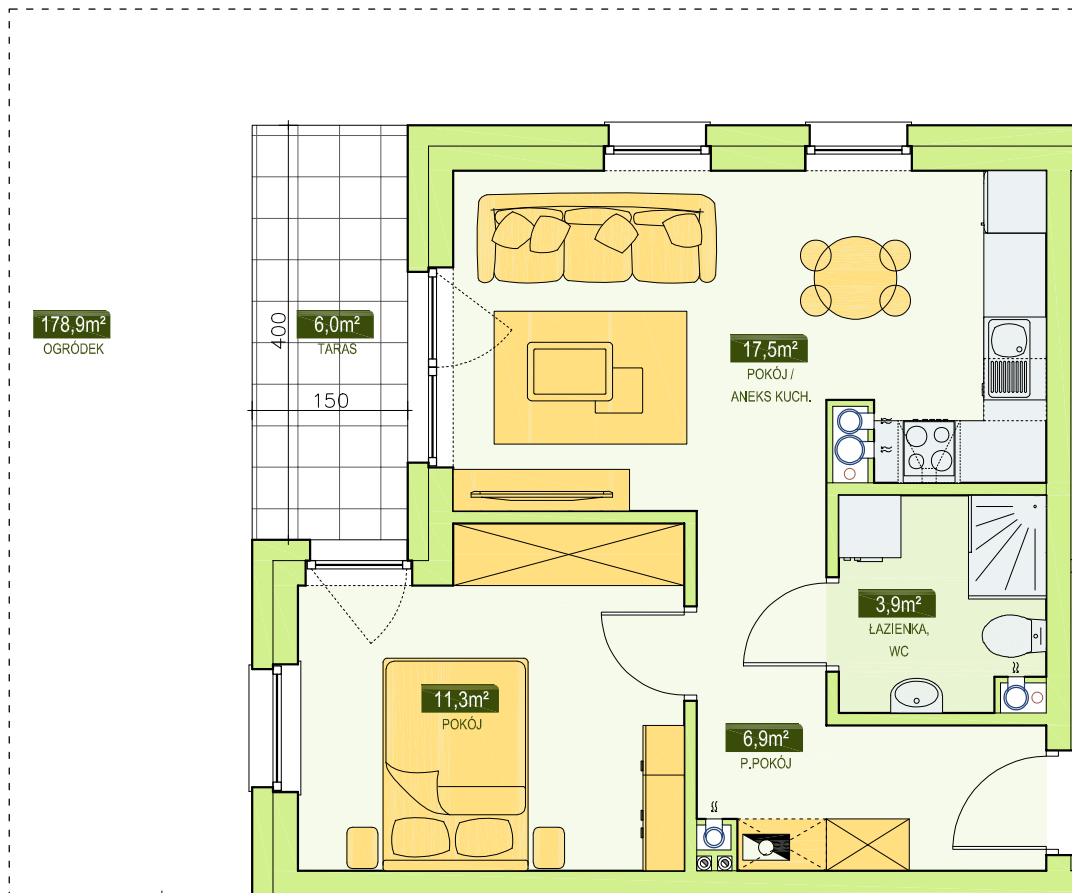 178,9m²
OGRÓDEK
400
6,0m²
TARAS
150
17,5m²
POKÓJ /
ANEKS KUCH.
3,9m²
ŁAZIENKA,
WC
11,3m²
POKÓJ
6,9m²
P.POKÓJ